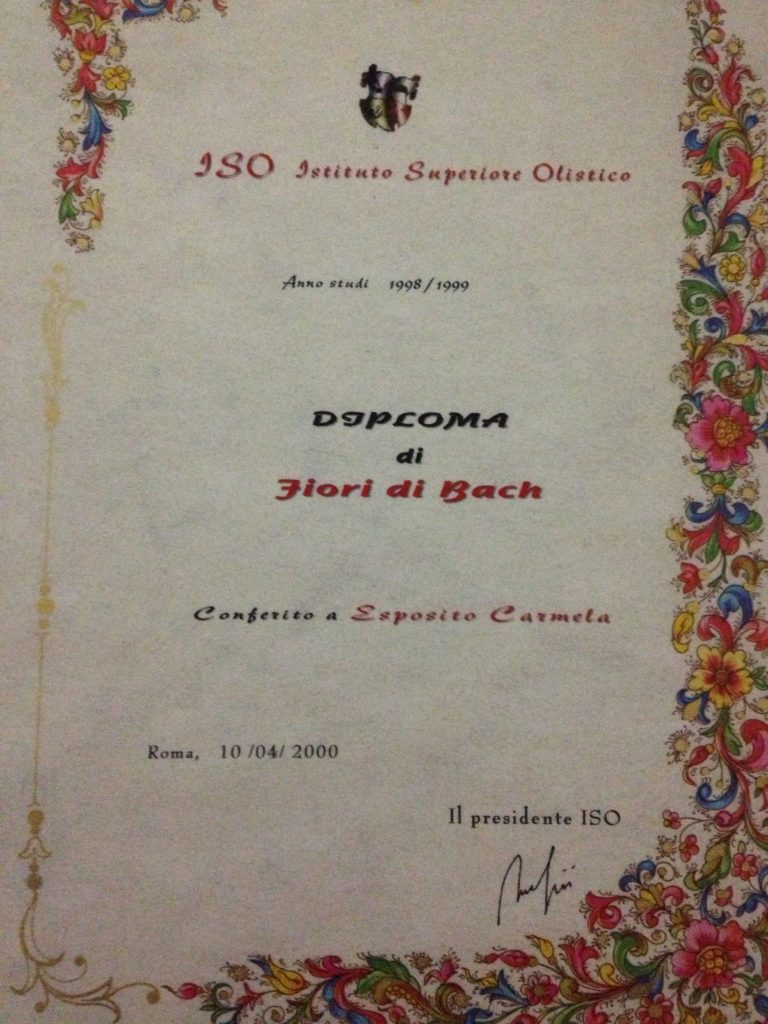 ISO Istituto Superiore Olistico
Anno studi 1998/1999
DIPLOMA
di
Fiori di Bach
Conferito a Esposito Carmela
Roma, 10 /04/ 2000
Il presidente ISO